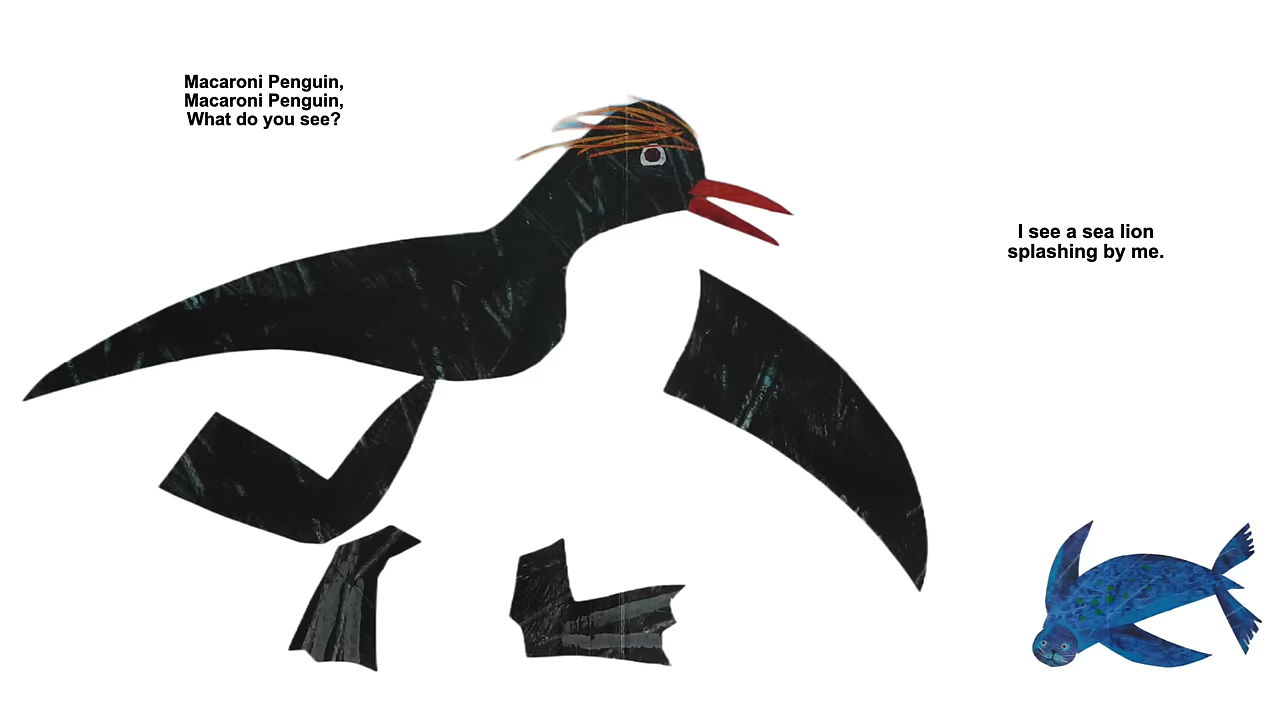 Macaroni Penguin,
Macaroni Penguin,
What do you see?
I see a sea lion
splashing by me.